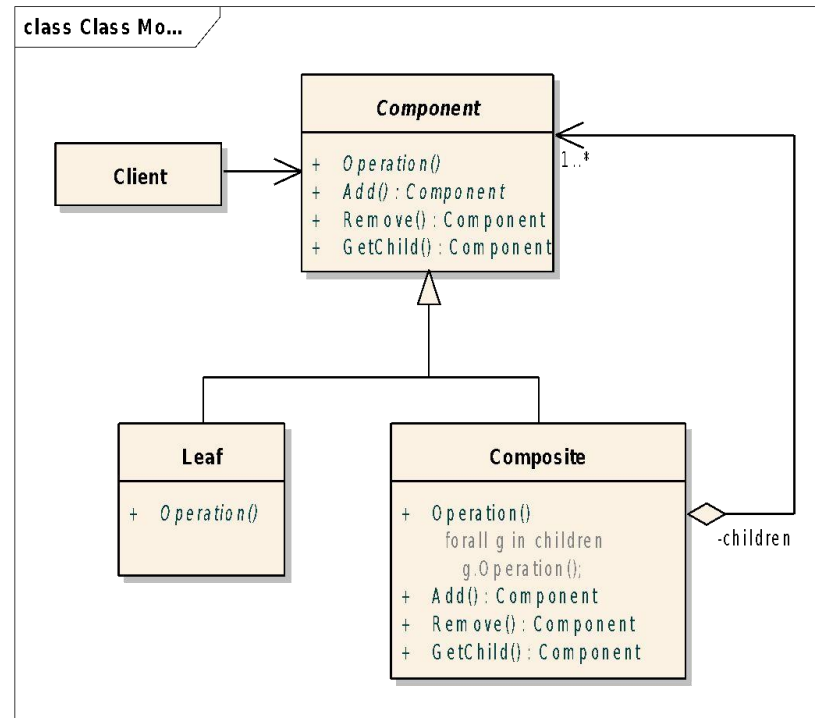 class Class Mo...
Component
+ Operation()
+ Add() : Component
+ Remove() : Component
+ GetChild() : Component
1..*
Client
Leaf
+ Operation()
Composite
+ Operation()
forall g in children
g.Operation();
+ Add() : Component
+ Remove() : Component
+ GetChild() : Component
-children